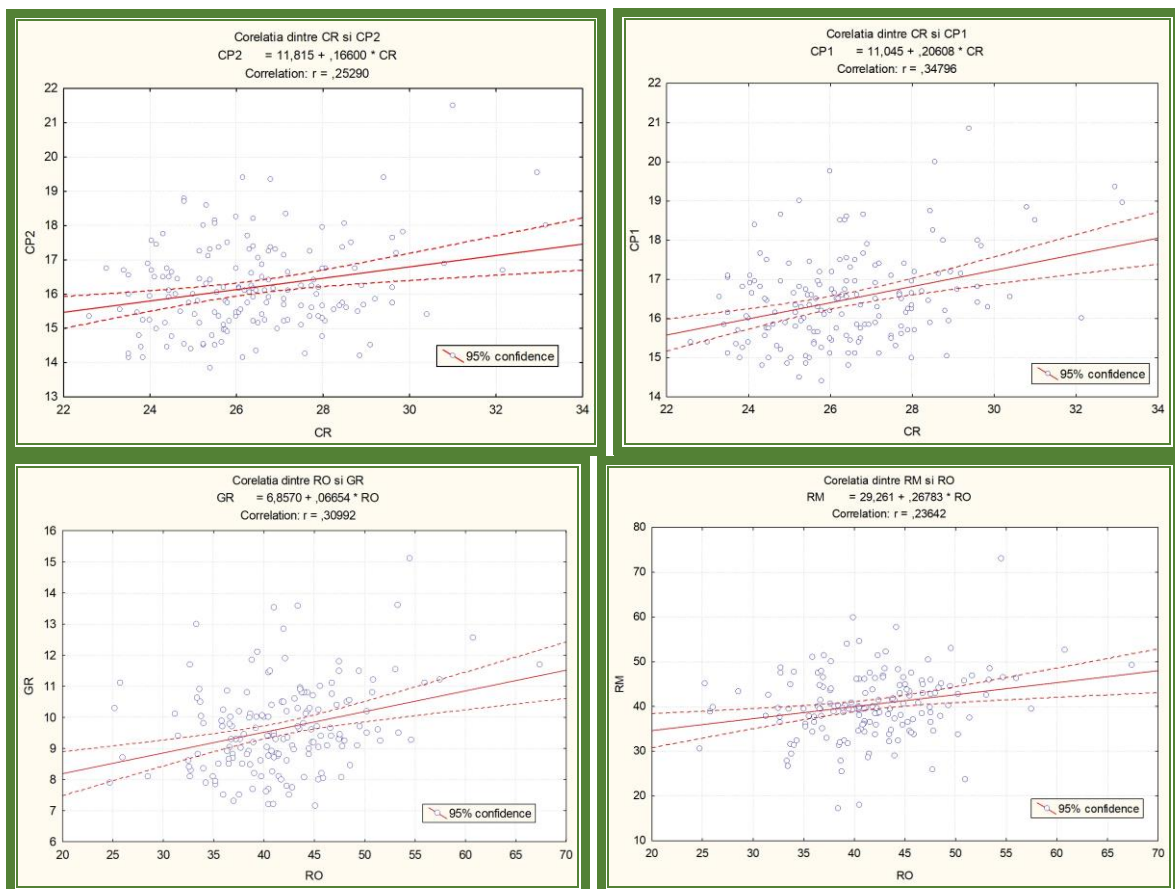 Corelatia dintre CR si CP2
CP2 = 11,815 + ,16600 * CR
Correlation: r = ,25290
22
21
20
19
18
17
16
15
14
13
CP2
22 24 26 28 30 32 34
CR
95% confidence
Corelatia dintre CR si CP1
CP1 = 11,045 + ,20608 * CR
Correlation: r = ,34796
22
21
20
19
18
17
16
15
14
CP1
22 24 26 28 30 32 34
CR
95% confidence
Corelatia dintre RO si GR
GR = 6,8570 + ,06654 * RO
Correlation: r = ,30992
16
15
14
13
12
11
10
9
8
7
6
GR
20 25 30 35 40 45 50 55 60 65 70
RO
95% confidence
Corelatia dintre RM si RO
RM = 29,261 + ,26783 * RO
Correlation: r = ,23642
80
70
60
50
40
30
20
10
RM
20 25 30 35 40 45 50 55 60 65 70
RO
95% confidence